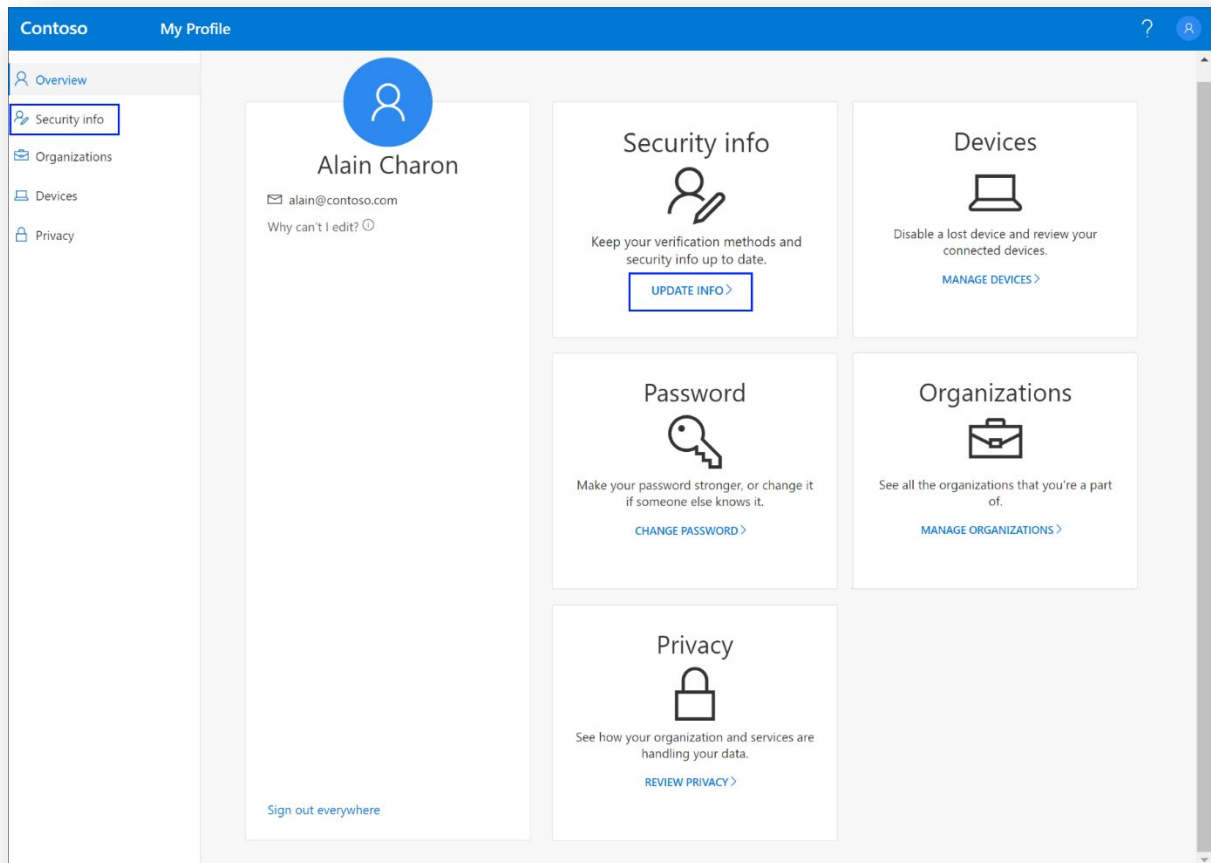 Contoso
My Profile
?
Overview
Security info
Organizations
Devices
Privacy
Alain Charon
alain@contoso.com
Why can't I edit?
Sign out everywhere
Security info
Keep your verification methods and
security info up to date.
UPDATE INFO
Devices
Disable a lost device and review your
connected devices.
MANAGE DEVICES
Password
Make your password stronger, or change it
if someone else knows it.
CHANGE PASSWORD
Organizations
See all the organizations that you're a part
of.
MANAGE ORGANIZATIONS
Privacy
See how your organization and services are
handling your data.
REVIEW PRIVACY